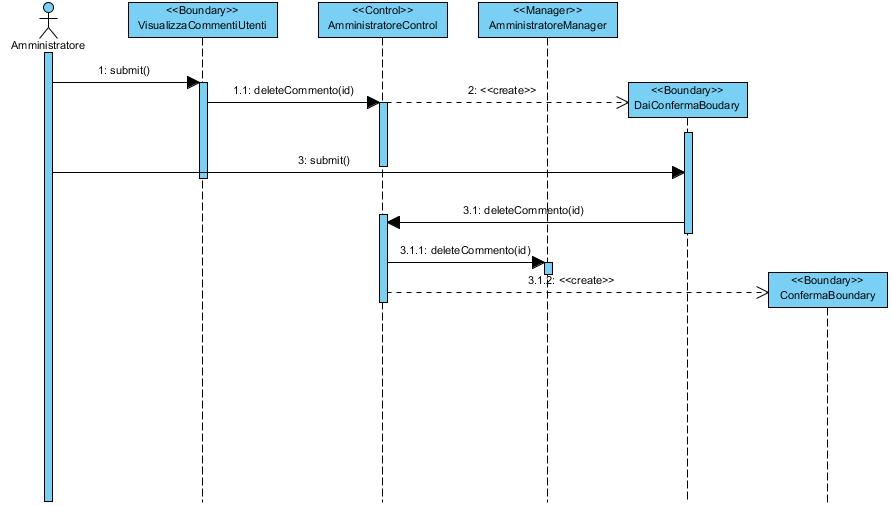 <<Boundary>>
VisualizzaCommentiUtenti
<<Control>>
AmministratoreControl
<<Manager>>
AmministratoreManager
Amministratore
1: submit()
1.1: deleteCommento(id)
2: <<create>>
<<Boundary>>
DaiConfermaBoudary
3: submit()
3.1: deleteCommento(id)
3.1.1: deleteCommento(id)
3.1.2: <<create>>
<<Boundary>>
ConfermaBoundary